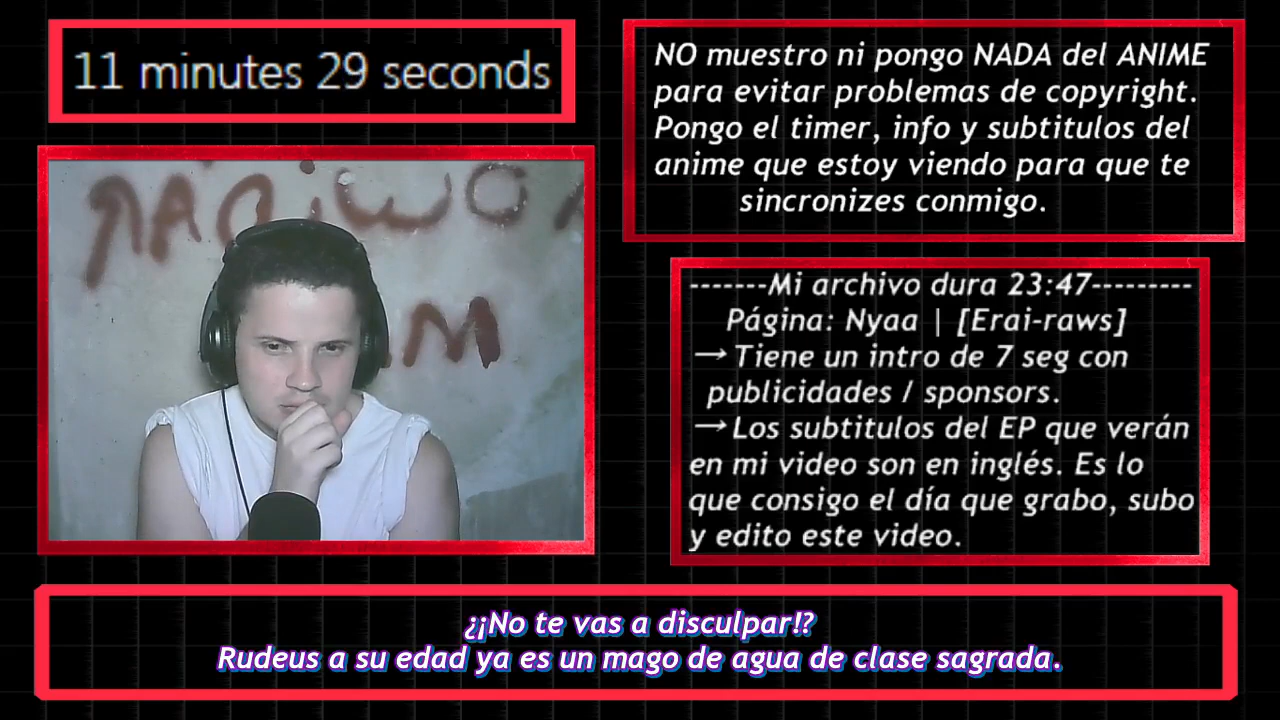 11 minutes 29 seconds
NO muestro ni pongo NADA del ANIME
para evitar problemas de copyright.
Pongo el timer, info y subtitulos del
anime que estoy viendo para que te
sincronizes conmigo.
-------Mi archivo dura 23:47---------
Página: Nyaa | [Erai-raws]
→ Tiene un intro de 7 seg con
publicidades / sponsors.
→ Los subtitulos del EP que verán
en mi video son en inglés. Es lo
que consigo el día que grabo, subo
y edito este video.
¿¡No te vas a disculpar!?
Rudeus a su edad ya es un mago de agua de clase sagrada.